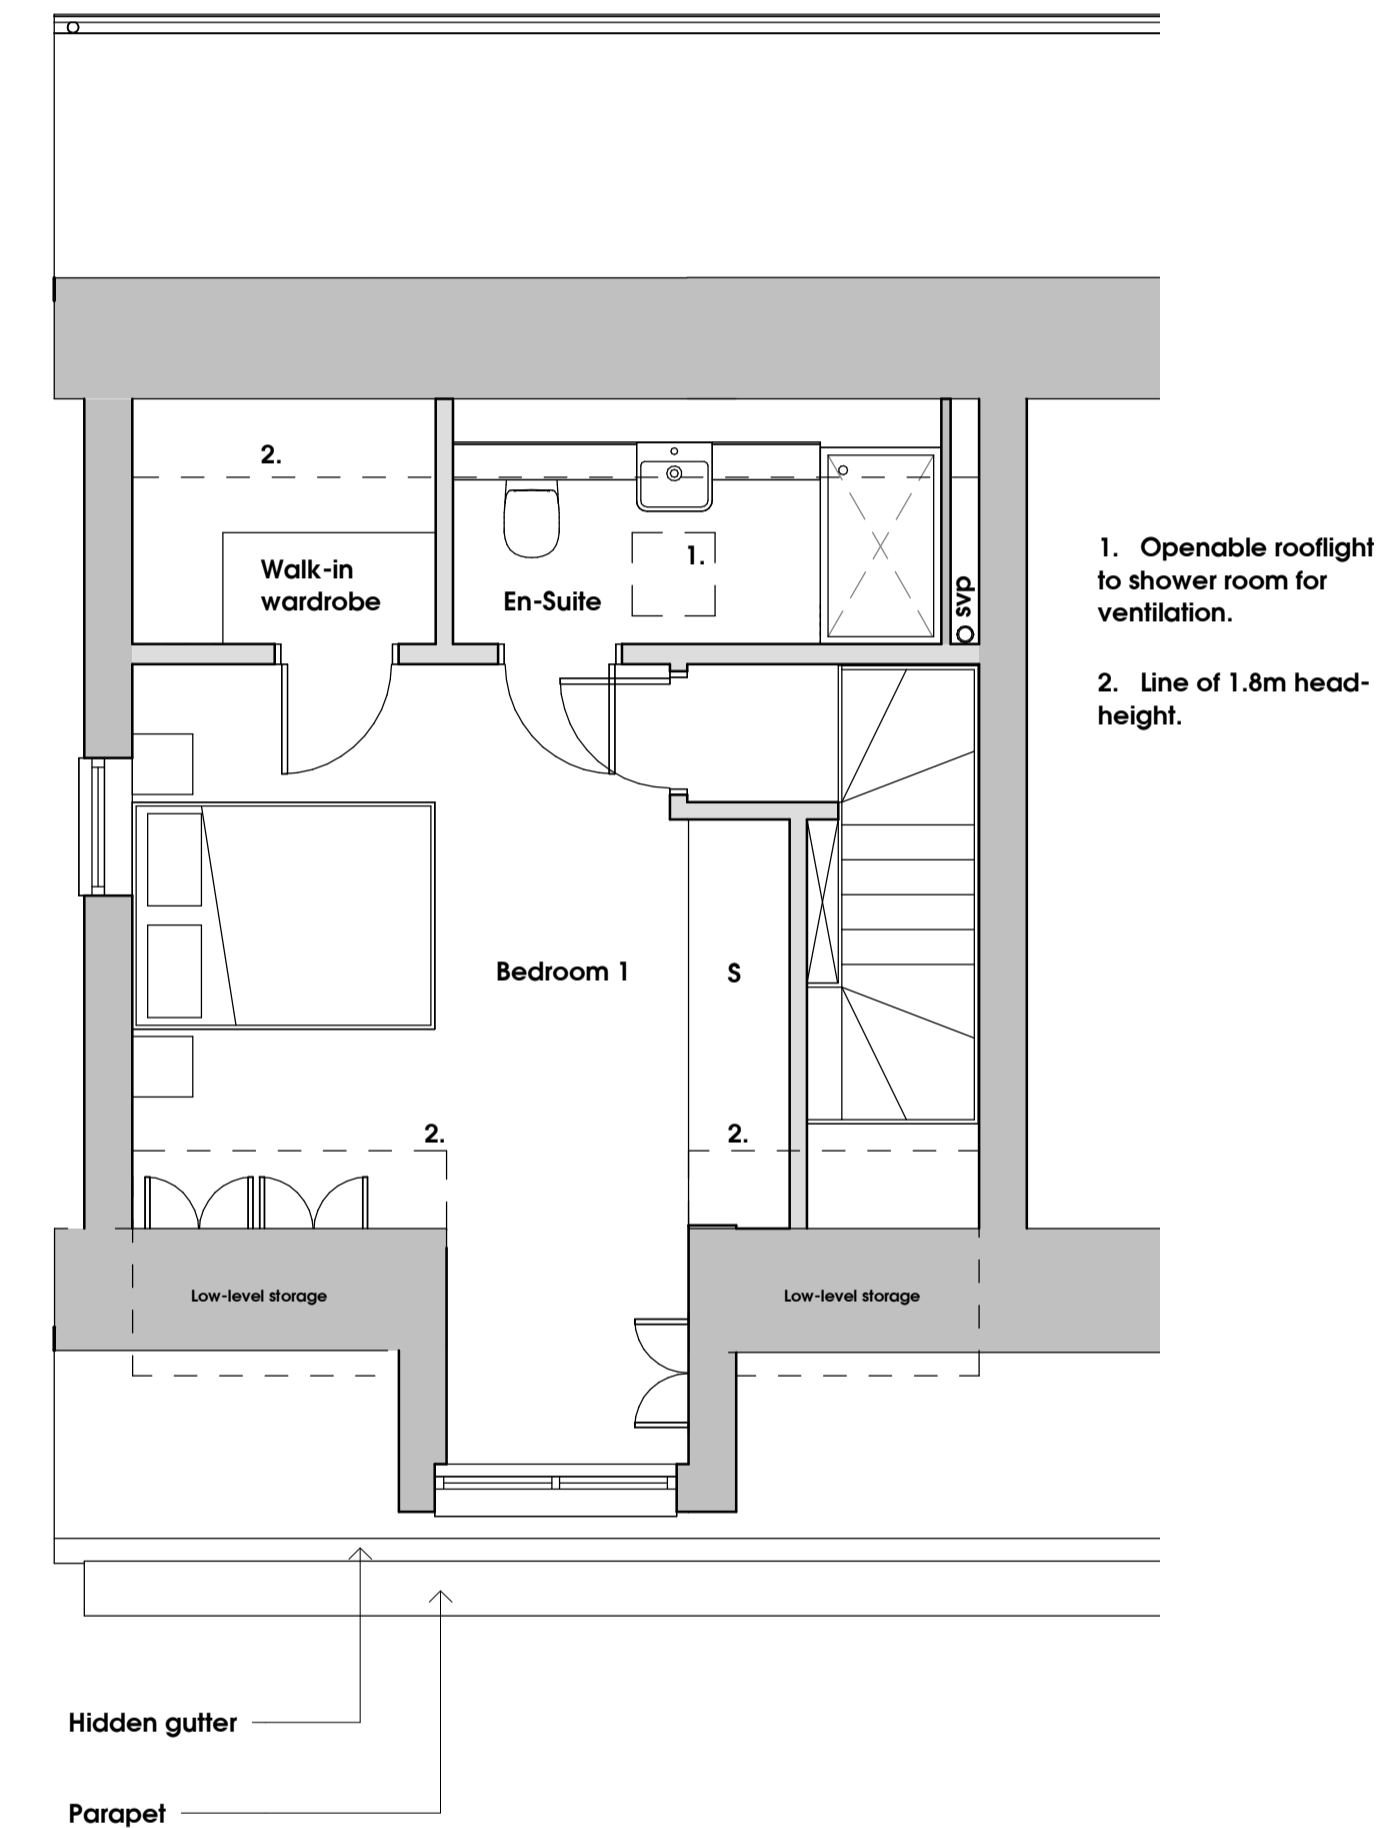 2.
Walk-in
wardrobe
En-Suite
1.
svp
1. Openable rooflight
to shower room for
ventilation.
2. Line of 1.8m head-
height.
Bedroom 1
S
2.
2.
Low-level storage
Low-level storage
Hidden gutter
Parapet